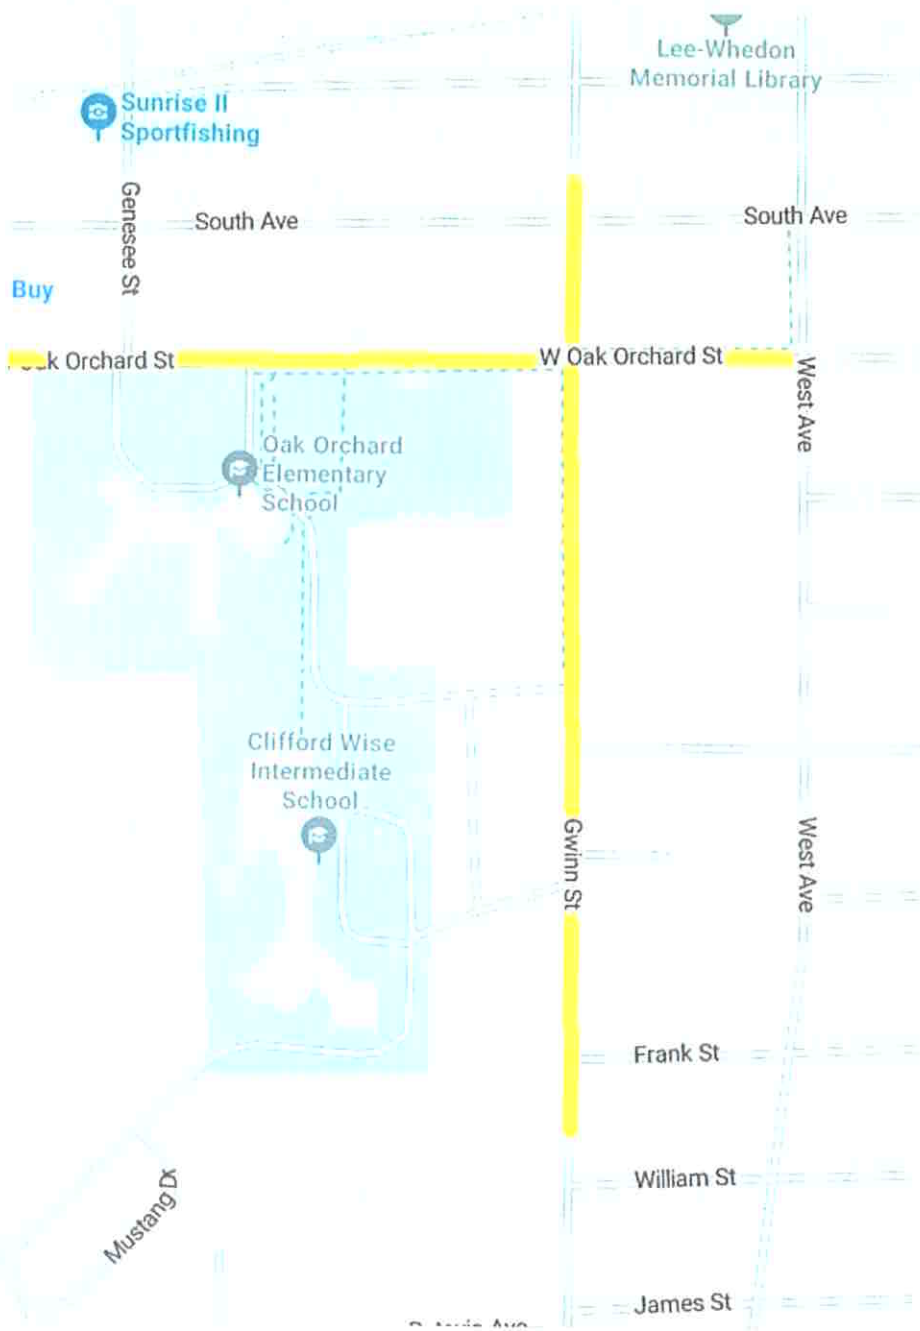 Lee-Whedon
Memorial Library
Sunrise II
Sportfishing
Genesee St
South Ave
South Ave
Buy
k Orchard St
W Oak Orchard St
West Ave
Oak Orchard
Elementary
School
Clifford Wise
Intermediate
School
Gwinn St
West Ave
Frank St
William St
Mustang Dr
James St
Ave